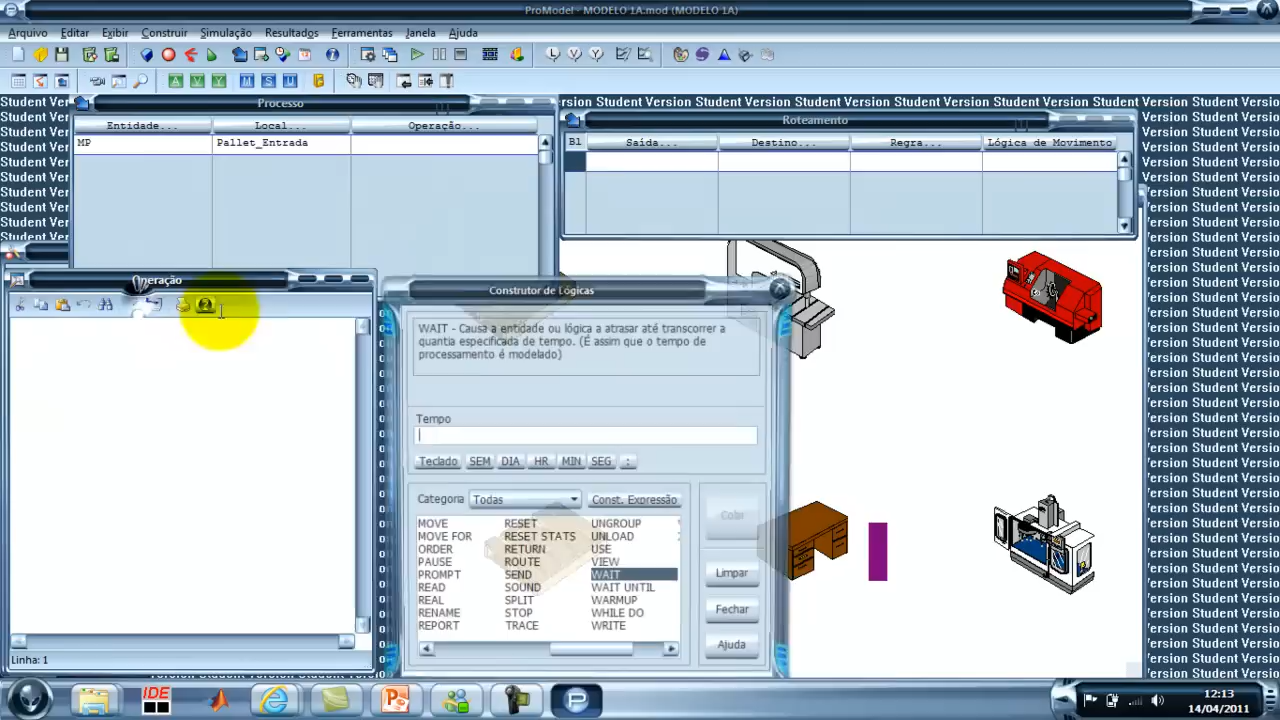 ProModel - MODELO 1A.mod (MODELO 1A)
Arquivo Editar Exibir Construir Simulação Resultados Ferramentas Janela Ajuda
Student Ver
Processo
ersion Student Version Student Version Student Version Student Version Student Version Student Versio
Roteamento
Entidade... Local... Operação...
MP Pallet_Entrada
Bl Saída... Destino... Regra... Lógica de Movimento
Operação
Construtor de Lógicas
WAIT - Causa a entidade ou lógica a atrasar até transcorrer a
quantia especificada de tempo. (É assim que o tempo de
processamento é modelado)
Tempo
Teclado SEM DIA HR MIN SEG :
Categoria Todas Const. Expressão
MOVE RESET UNGROUP
MOVE FOR RESET STATS UNLOAD
ORDER RETURN USE
PAUSE ROUTE VIEW
PROMPT SEND WAIT
READ SOUND WAIT UNTIL
REAL SPLIT WARMUP
RENAME STOP WHILE DO
REPORT TRACE WRITE
Colar
Limpar
Fechar
Ajuda
Linha: 1
IDE
12:13
14/04/2011